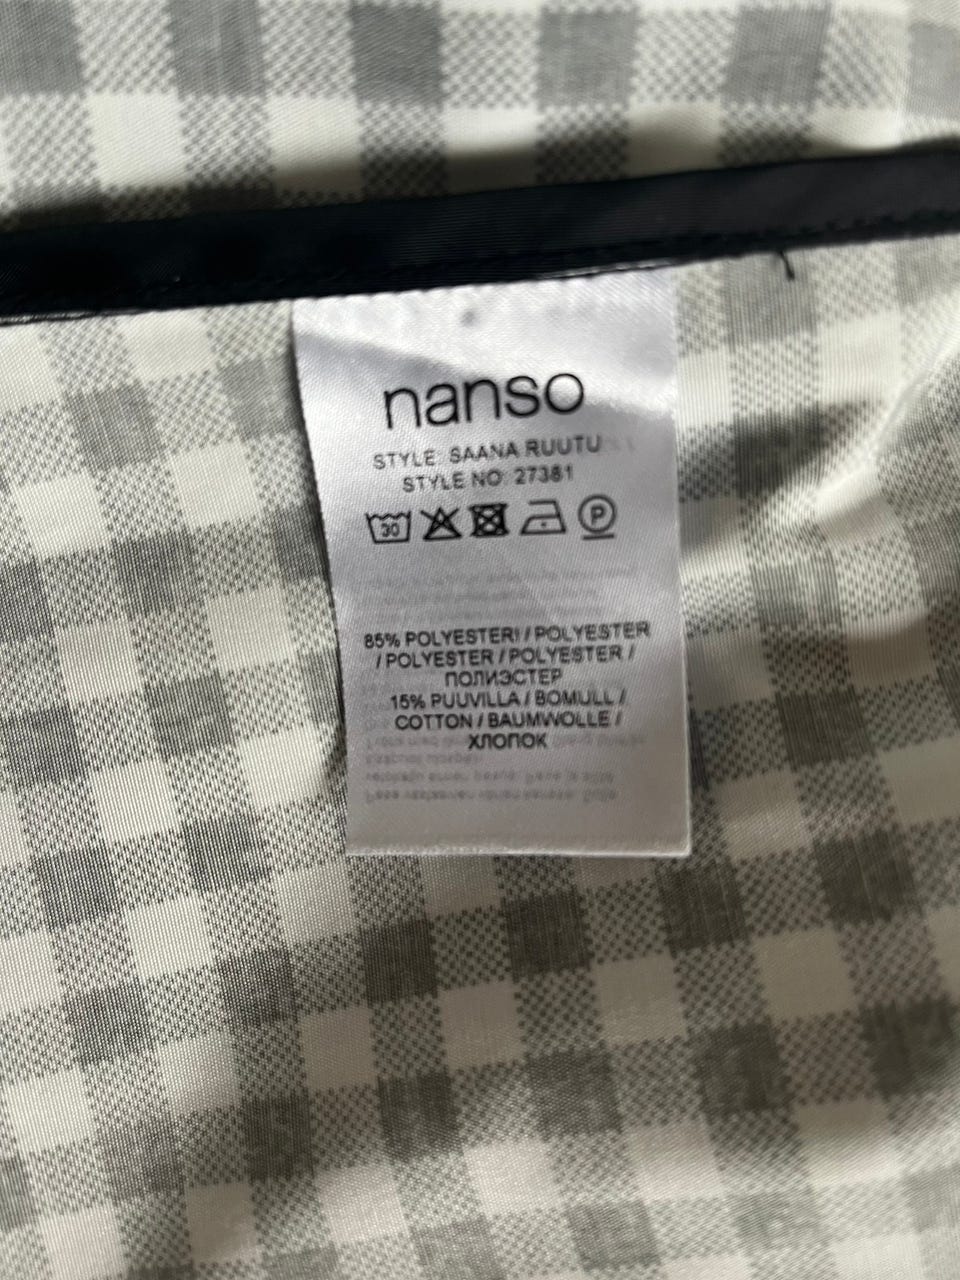 nanso
STYLE: SAANA RUUTU
STYLE NO: 27381
30
P
85% POLYESTERI / POLYESTER
/ POLYESTER / POLYESTER /
ПОЛИЭСТЕР
15% PUUVILLA / BOMULL /
COTTON / BAUMWOLLE /
ХЛОПОК